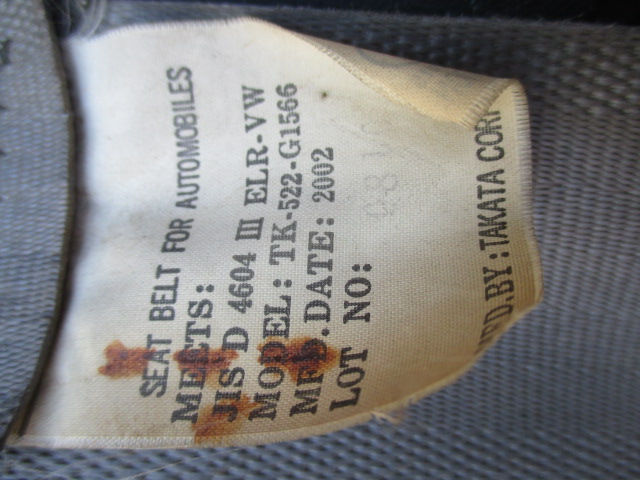 SEAT BELT FOR AUTOMOBILES
MEETS:
JIS D 4604 III ELR-VW
MODEL: TK-522-G1566
MFD.DATE: 2002
LOT NO:
MFD.BY: TAKATA CORP